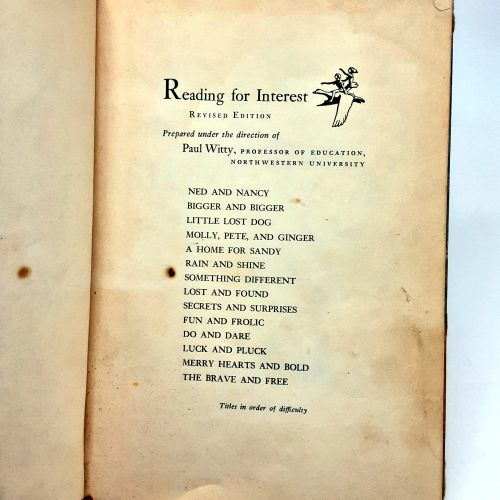 Reading for Interest
REVISED EDITION
Prepared under the direction of
Paul Witty, PROFESSOR OF EDUCATION,
NORTHWESTERN UNIVERSITY
NED AND NANCY
BIGGER AND BIGGER
LITTLE LOST DOG
MOLLY, PETE, AND GINGER
A HOME FOR SANDY
RAIN AND SHINE
SOMETHING DIFFERENT
LOST AND FOUND
SECRETS AND SURPRISES
FUN AND FROLIC
DO AND DARE
LUCK AND PLUCK
MERRY HEARTS AND BOLD
THE BRAVE AND FREE
Titles in order of difficulty